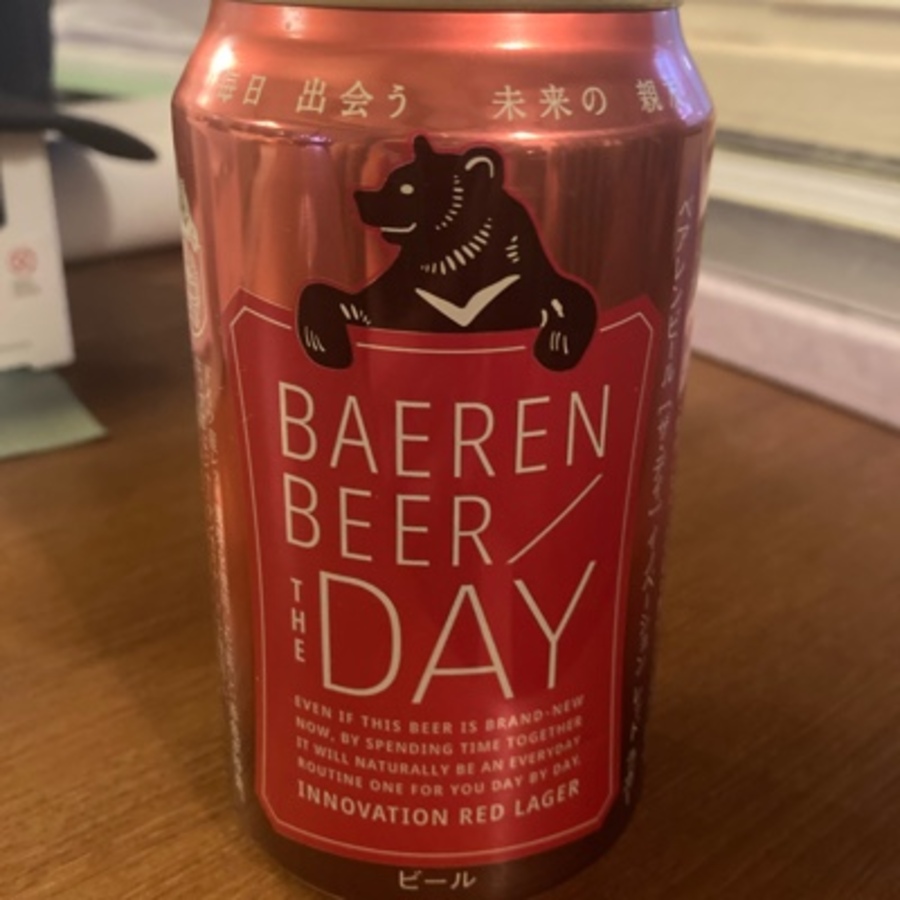 毎日 出会う 未来の 親
BAEREN
BEER/
THE DAY
EVEN IF THIS BEER IS BRAND-NEW
NOW, BY SPENDING TIME TOGETHER
IT WILL NATURALLY BE AN EVERYDAY
ROUTINE ONE FOR YOU DAY BY DAY.
INNOVATION RED LAGER
ビール